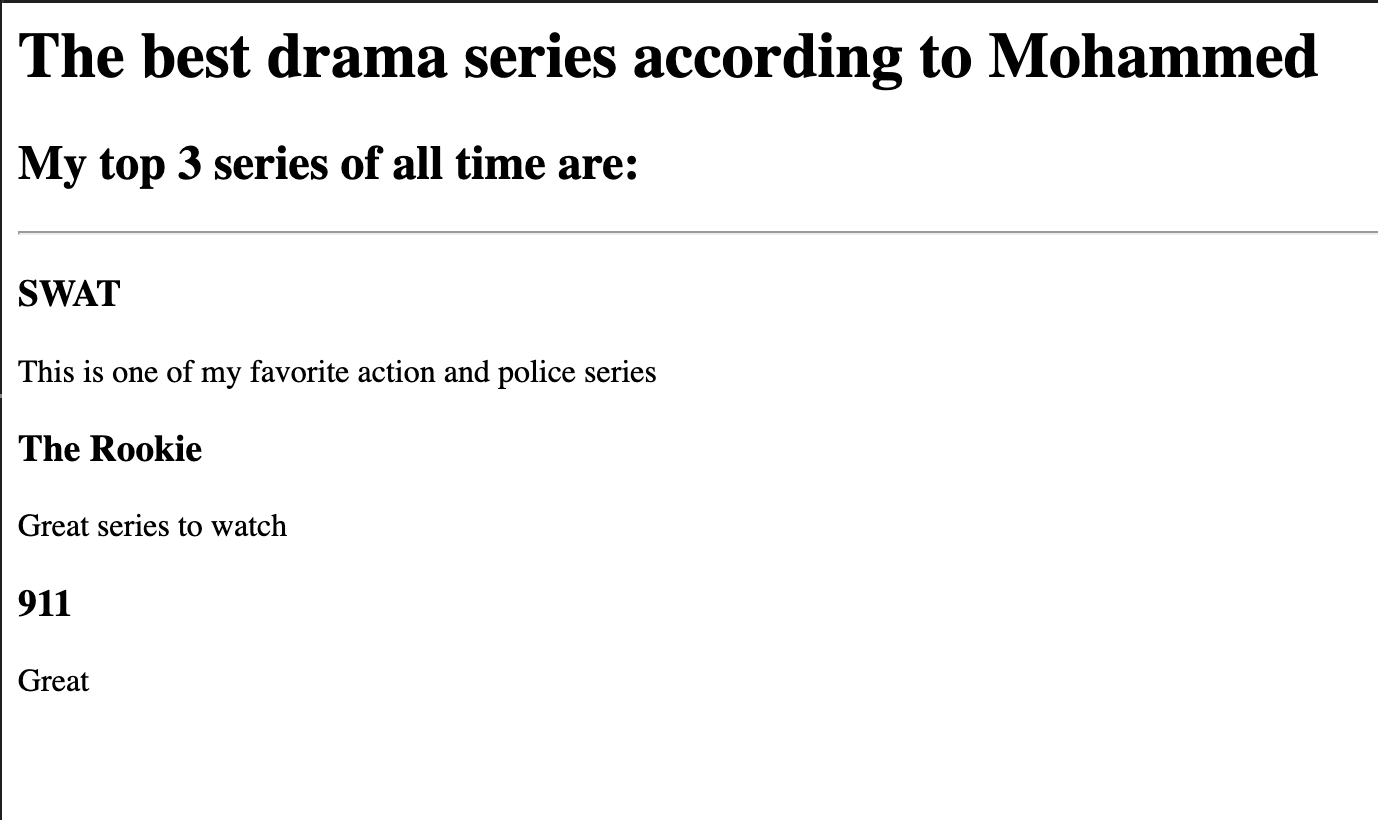 The best drama series according to Mohammed
My top 3 series of all time are:
SWAT
This is one of my favorite action and police series
The Rookie
Great series to watch
911
Great